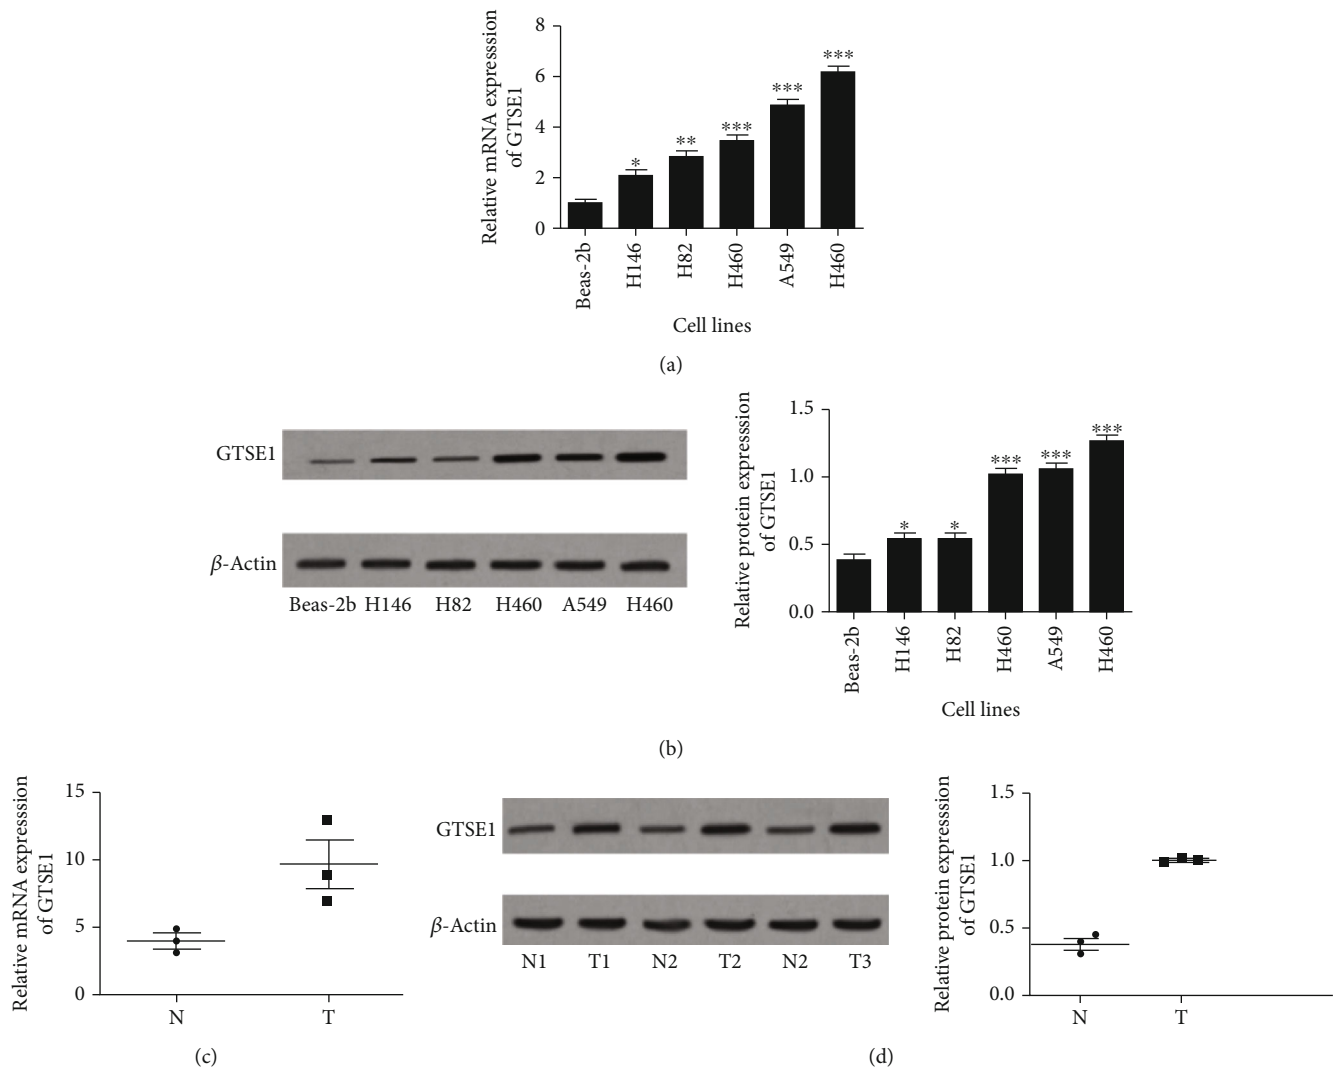 8
6
4
2
0
Relative mRNA expresssion
of GTSE1
*
**
***
***
***
Beas-2b
H146
H82
H460
A549
H460
Cell lines
(a)
GTSE1
β-Actin
Beas-2b H146 H82 H460 A549 H460
1.5
1.0
0.5
0.0
Relative protein expresssion
of GTSE1
*
*
***
***
***
Beas-2b
H146
H82
H460
A549
H460
Cell lines
(b)
15
10
5
0
Relative mRNA expresssion
of GTSE1
N T
(c)
GTSE1
β-Actin
N1 T1 N2 T2 N2 T3
1.5
1.0
0.5
0.0
Relative protein expresssion
of GTSE1
N T
(d)